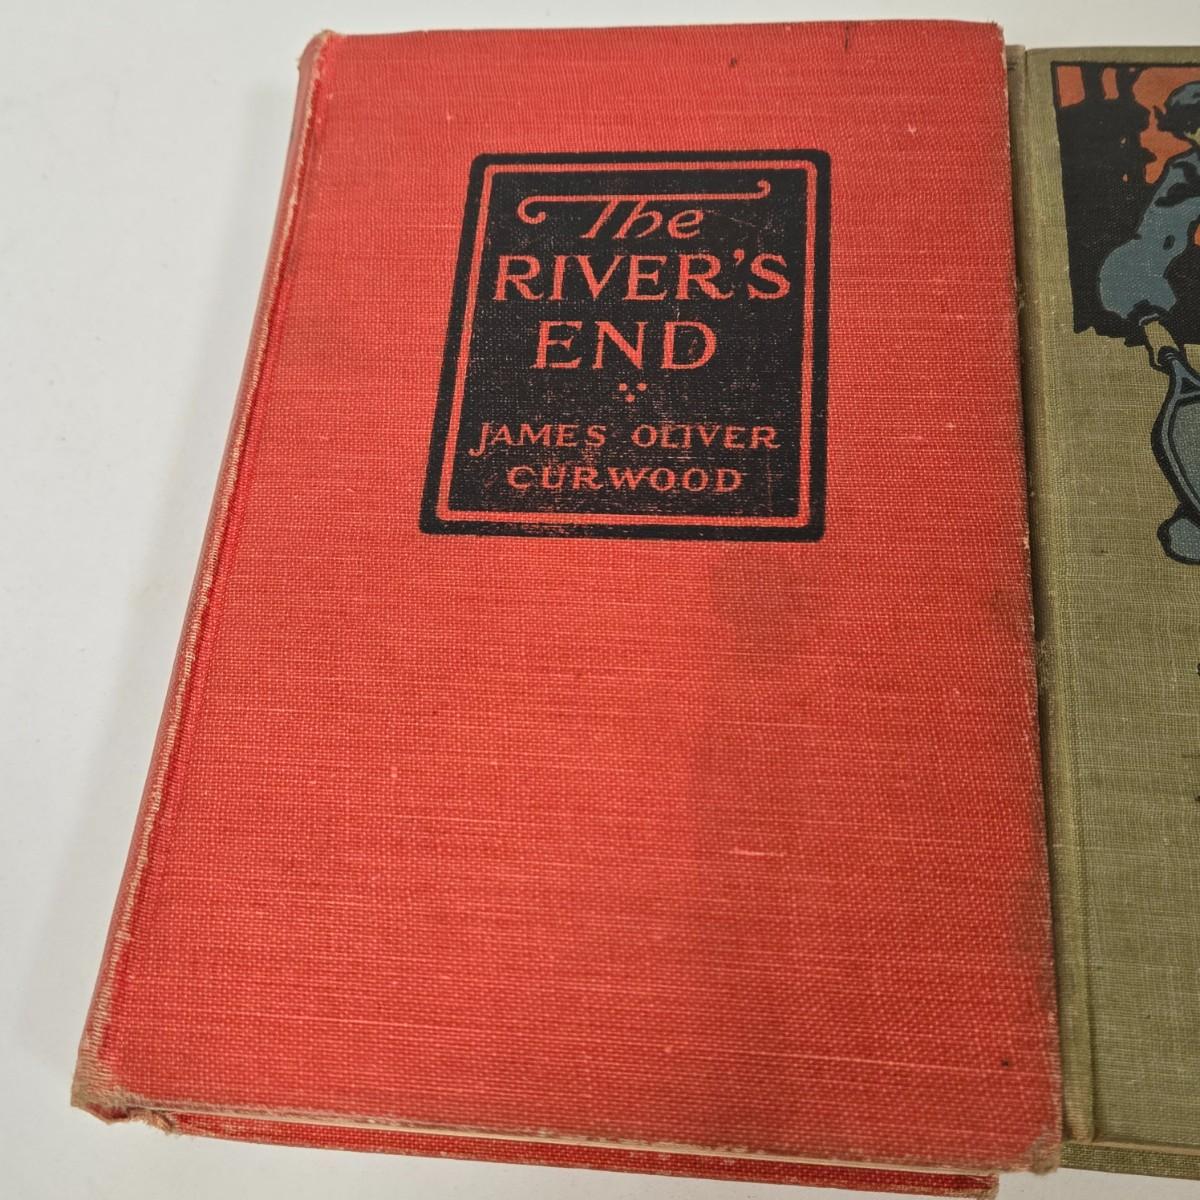 The
RIVER'S
END
JAMES OLIVER
CURWOOD